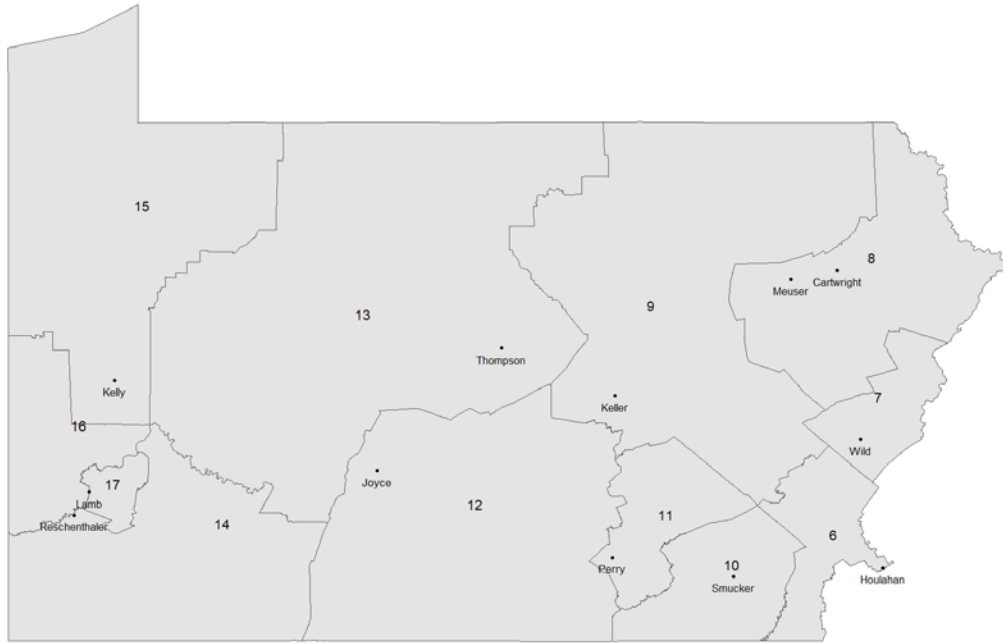 15
8
Cartwright
Meuser
9
13
Thompson
Kelly
Keller
7
16
Wild
Joyce
17
Lamb
12
11
Reschenthaler
14
6
Perry
10
Smucker
Houlahan